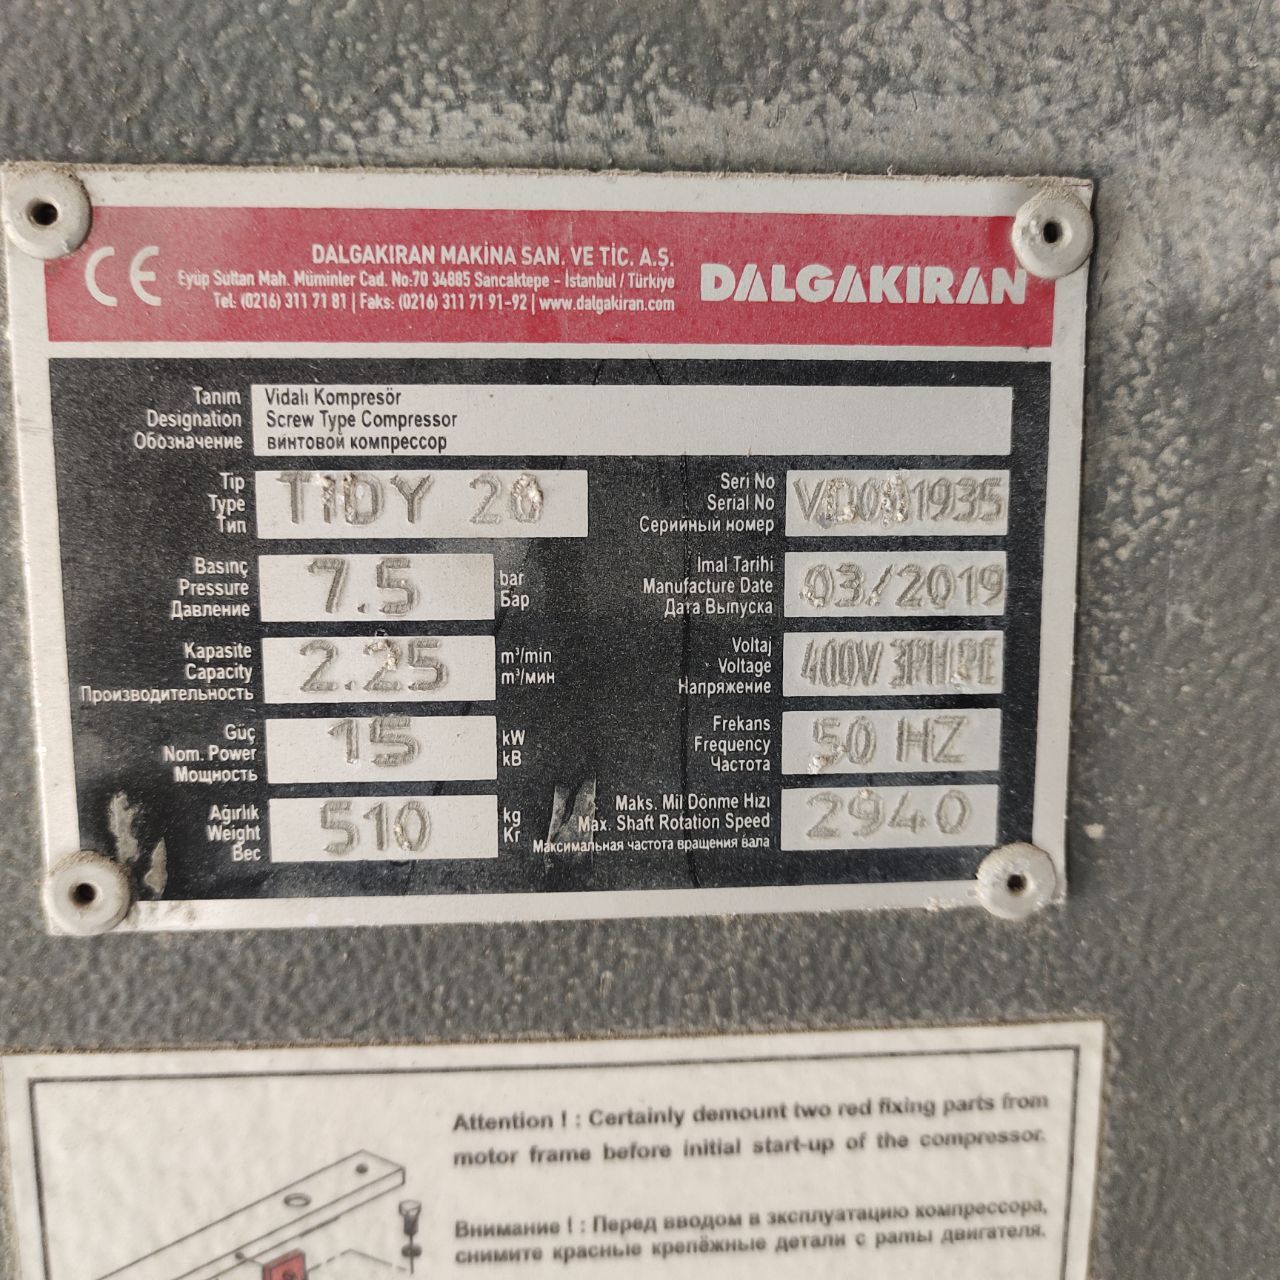 CE
DALGAKIRAN MAKİNA SAN. VE TİC. A.Ş.
Eyüp Sultan Mah. Müminler Cad. No:70 34885 Sancaktepe - İstanbul / Türkiye
Tel: (0216) 311 71 81 | Faks: (0216) 311 71 91-92 | www.dalgakiran.com
DALGAKIRAN
Tanım
Designation
Обозначение
Vidalı Kompresör
Screw Type Compressor
винтовой компрессор
Tip
Type
Тип
TIDY 20
Seri No
Serial No
Серийный номер
VD001935
Basınç
Pressure
Давление
7.5
bar
Бар
Imal Tarihi
Manufacture Date
Дата Выпуска
03/2019
Kapasite
Capacity
Производительность
2.25
m³/min
m³/мин
Voltaj
Voltage
Напряжение
400V 3PH.PE
Güç
Nom. Power
Мощность
15
kW
kB
Frekans
Frequency
Частота
50 HZ
Ağırlık
Weight
Вес
510
kg
Kr
Maks. Mil Dönme Hızı
Max. Shaft Rotation Speed
Максимальная частота вращения вала
2940
Attention ! : Certainly demount two red fixing parts from
motor frame before initial start-up of the compressor.
Внимание ! : Перед вводом в эксплуатацию компрессора,
снимите красные крепёжные детали с рамы двигателя.